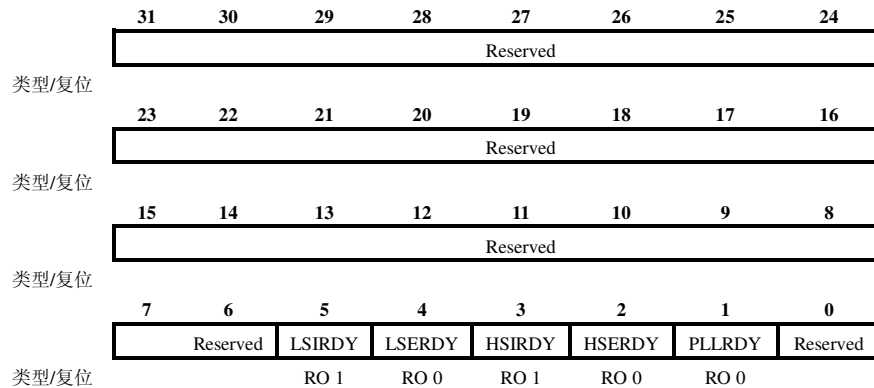 31 30 29 28 27 26 25 24
Reserved
类型/复位
23 22 21 20 19 18 17 16
Reserved
类型/复位
15 14 13 12 11 10 9 8
Reserved
类型/复位
7 6 5 4 3 2 1 0
Reserved LSIRDY LSERDY HSIRDY HSERDY PLLRDY Reserved
类型/复位 RO 1 RO 0 RO 1 RO 0 RO 0